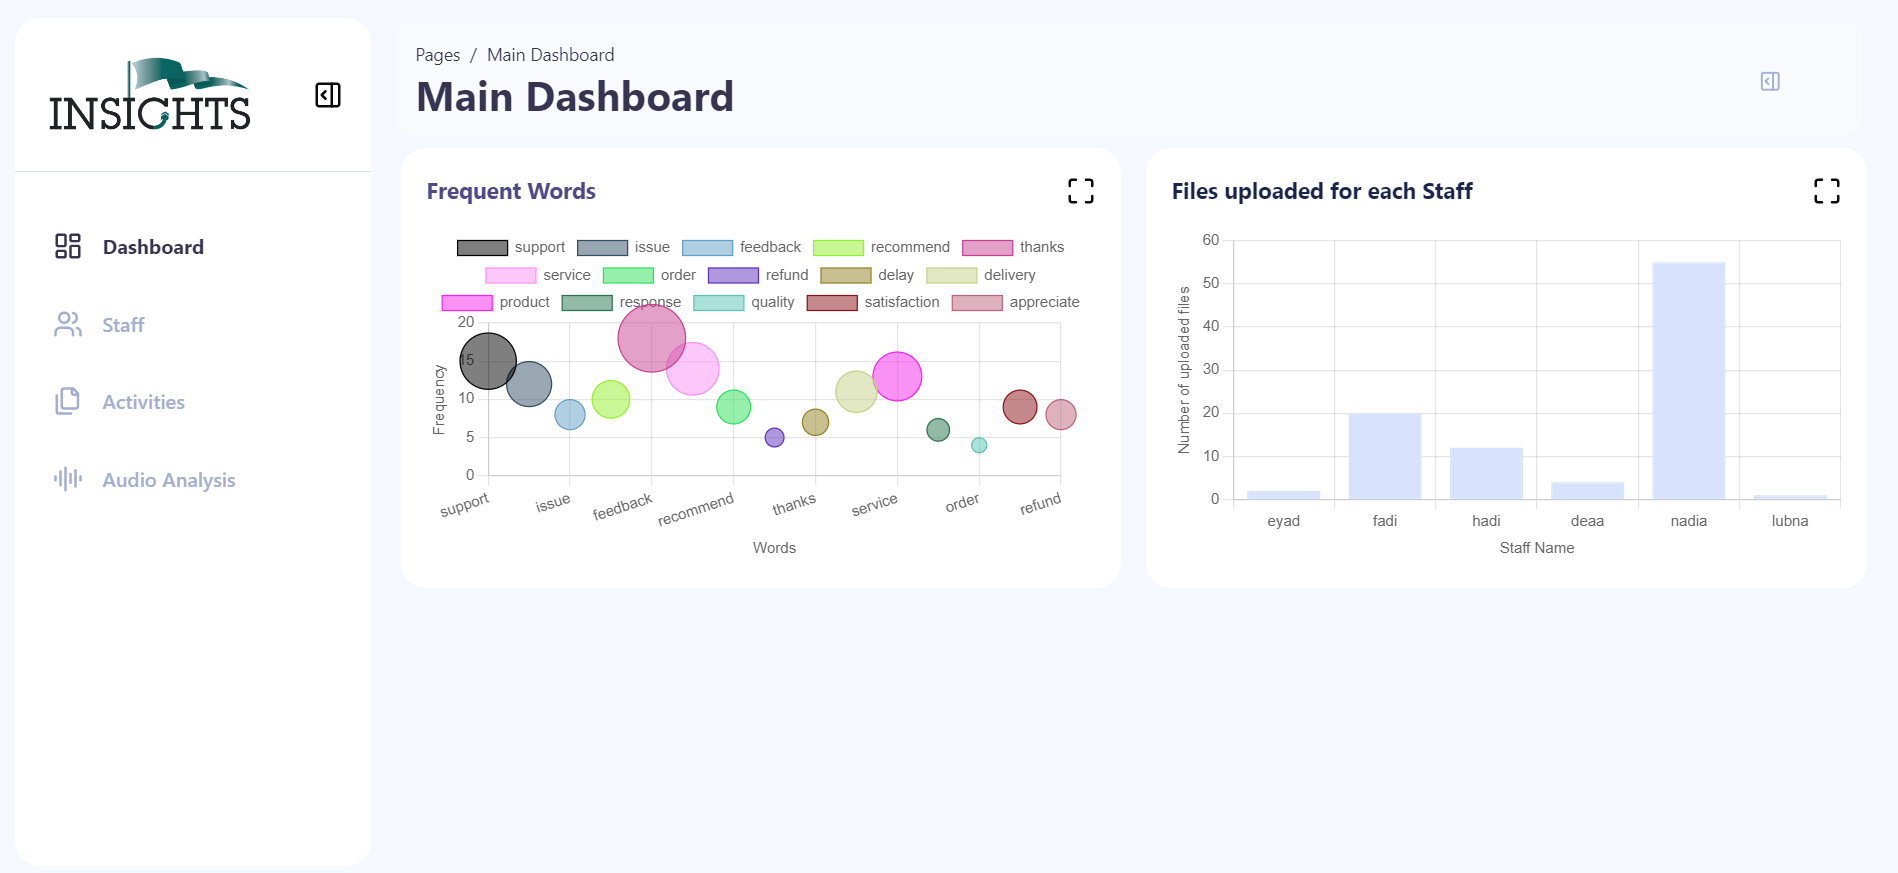 INSIGHTS
Dashboard
Staff
Activities
Audio Analysis
Pages / Main Dashboard
Main Dashboard
Frequent Words
support issue feedback recommend thanks
service order refund delay delivery
product response quality satisfaction appreciate
20
15
10
5
0
Frequency
support issue feedback recommend thanks service order refund
Words
Files uploaded for each Staff
60
50
40
30
20
10
0
Number of uploaded files
eyad fadi hadi deaa nadia lubna
Staff Name